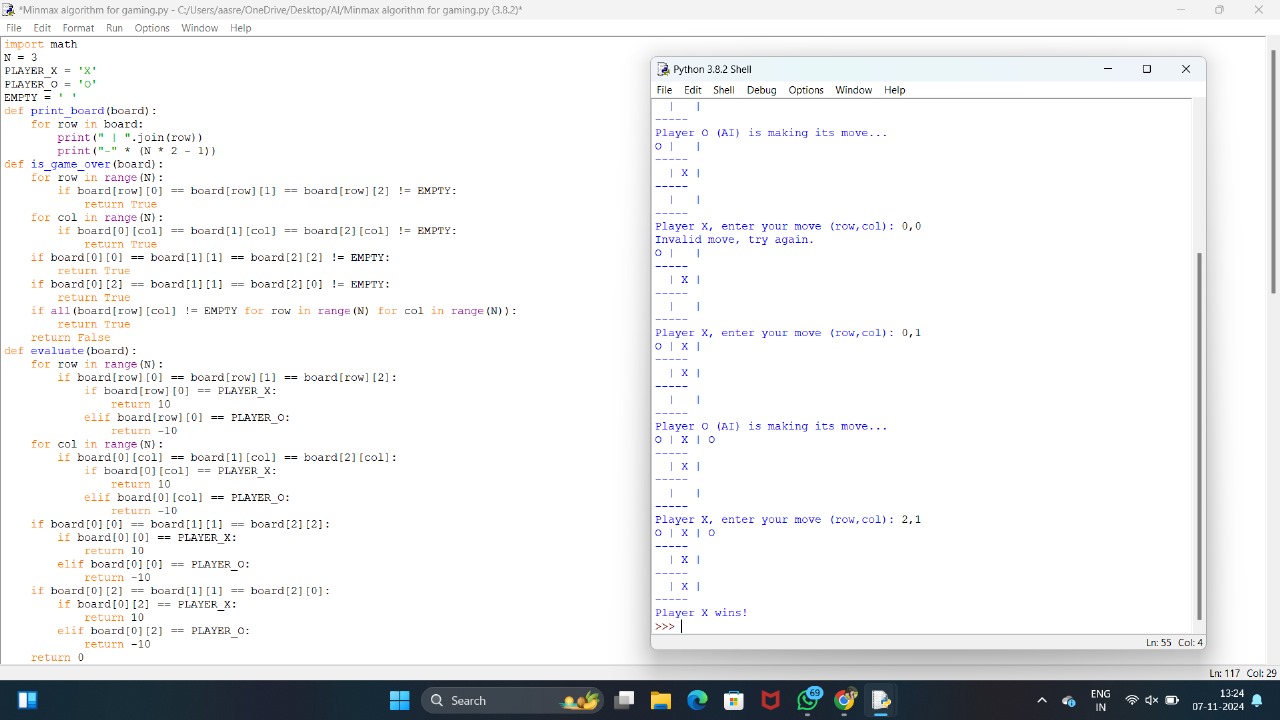 *Minmax algorithm for gaming.py - C:/Users/aasre/OneDrive/Desktop/AI/Minmax algorithm for gaming.py (3.8.2)*
File Edit Format Run Options Window Help
import math
N = 3
PLAYER_X = 'X'
PLAYER_O = 'O'
EMPTY = ' '
def print_board(board):
    for row in board:
        print(" | ".join(row))
        print("-" * (N * 2 - 1))
def is_game_over(board):
    for row in range(N):
        if board[row][0] == board[row][1] == board[row][2] != EMPTY:
            return True
    for col in range(N):
        if board[0][col] == board[1][col] == board[2][col] != EMPTY:
            return True
    if board[0][0] == board[1][1] == board[2][2] != EMPTY:
        return True
    if board[0][2] == board[1][1] == board[2][0] != EMPTY:
        return True
    if all(board[row][col] != EMPTY for row in range(N) for col in range(N)):
        return True
    return False
def evaluate(board):
    for row in range(N):
        if board[row][0] == board[row][1] == board[row][2]:
            if board[row][0] == PLAYER_X:
                return 10
            elif board[row][0] == PLAYER_O:
                return -10
    for col in range(N):
        if board[0][col] == board[1][col] == board[2][col]:
            if board[0][col] == PLAYER_X:
                return 10
            elif board[0][col] == PLAYER_O:
                return -10
    if board[0][0] == board[1][1] == board[2][2]:
        if board[0][0] == PLAYER_X:
            return 10
        elif board[0][0] == PLAYER_O:
            return -10
    if board[0][2] == board[1][1] == board[2][0]:
        if board[0][2] == PLAYER_X:
            return 10
        elif board[0][2] == PLAYER_O:
            return -10
    return 0
Python 3.8.2 Shell
File Edit Shell Debug Options Window Help
  |   |
-----
Player O (AI) is making its move...
O |   |
-----
  | X |
-----
  |   |
-----
Player X, enter your move (row,col): 0,0
Invalid move, try again.
O |   |
-----
  | X |
-----
  |   |
-----
Player X, enter your move (row,col): 0,1
O | X |
-----
  | X |
-----
  |   |
-----
Player O (AI) is making its move...
O | X | O
-----
  | X |
-----
  |   |
-----
Player X, enter your move (row,col): 2,1
O | X | O
-----
  | X |
-----
  | X |
-----
Player X wins!
>>>
Ln: 55 Col: 4
Ln: 117 Col: 29
Search
69
ENG
IN
13:24
07-11-2024